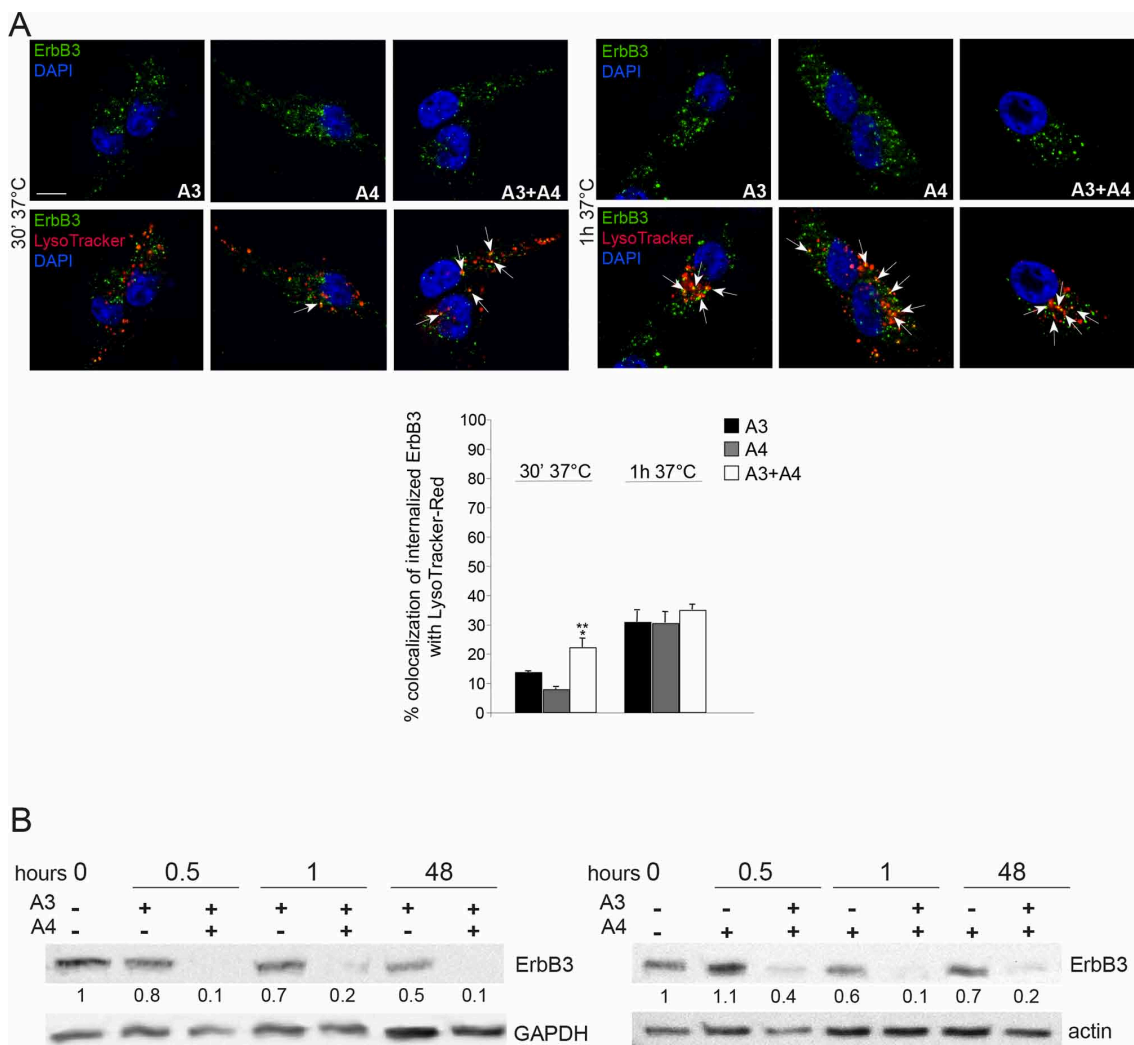 A
ErbB3
DAPI
A3
A4
A3+A4
30' 37°C
ErbB3
LysoTracker
DAPI
ErbB3
DAPI
A3
A4
A3+A4
1h 37°C
ErbB3
LysoTracker
DAPI
% colocalization of internalized ErbB3
with LysoTracker-Red
100
90
80
70
60
50
40
30
20
10
0
30' 37°C
1h 37°C
**
*
A3
A4
A3+A4
B
hours 0 0.5 1 48
A3 - + + + + + +
A4 - - + - + - +
ErbB3
1 0.8 0.1 0.7 0.2 0.5 0.1
GAPDH
hours 0 0.5 1 48
A3 - - + - + - +
A4 - + + + + + +
ErbB3
1 1.1 0.4 0.6 0.1 0.7 0.2
actin